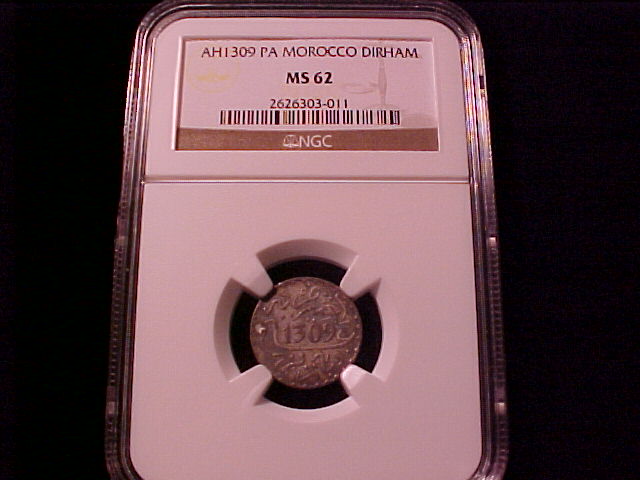 AH1309 PA MOROCCO DIRHAM
MS 62
2626303-011
NGC
1309